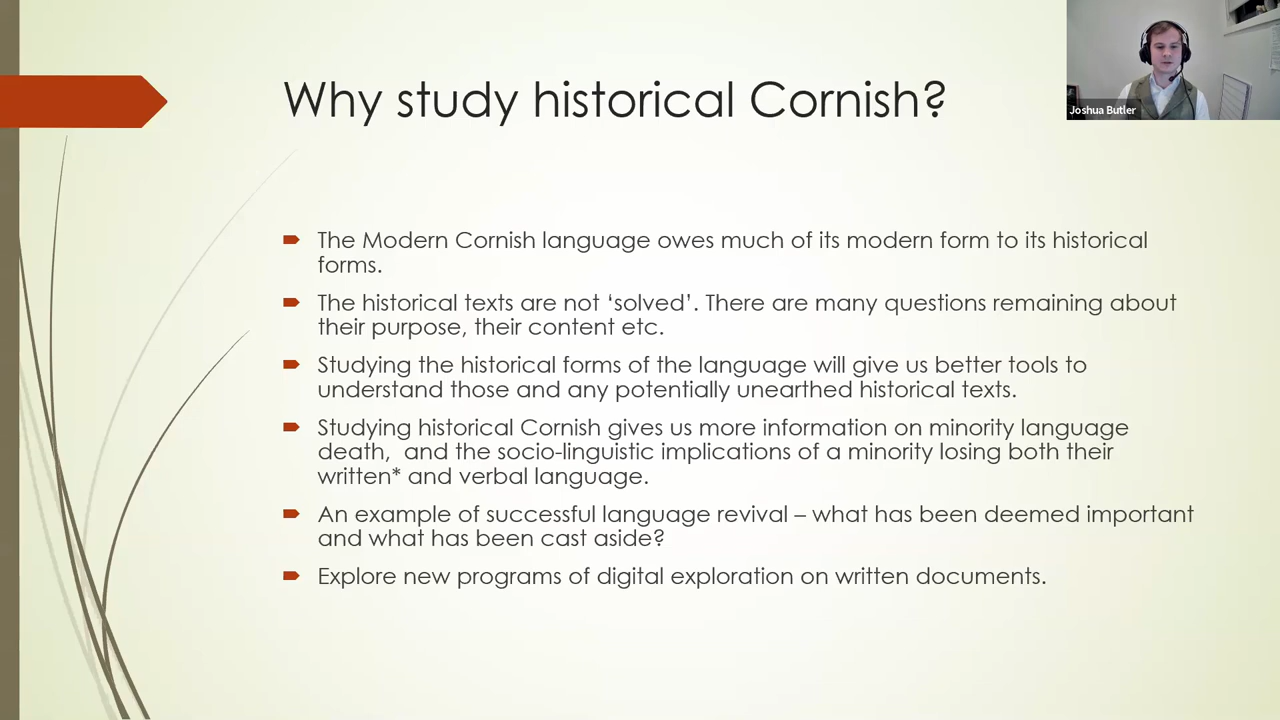 Why study historical Cornish?
Joshua Butler
The Modern Cornish language owes much of its modern form to its historical
forms.
The historical texts are not ‘solved’. There are many questions remaining about
their purpose, their content etc.
Studying the historical forms of the language will give us better tools to
understand those and any potentially unearthed historical texts.
Studying historical Cornish gives us more information on minority language
death,  and the socio-linguistic implications of a minority losing both their
written* and verbal language.
An example of successful language revival – what has been deemed important
and what has been cast aside?
Explore new programs of digital exploration on written documents.